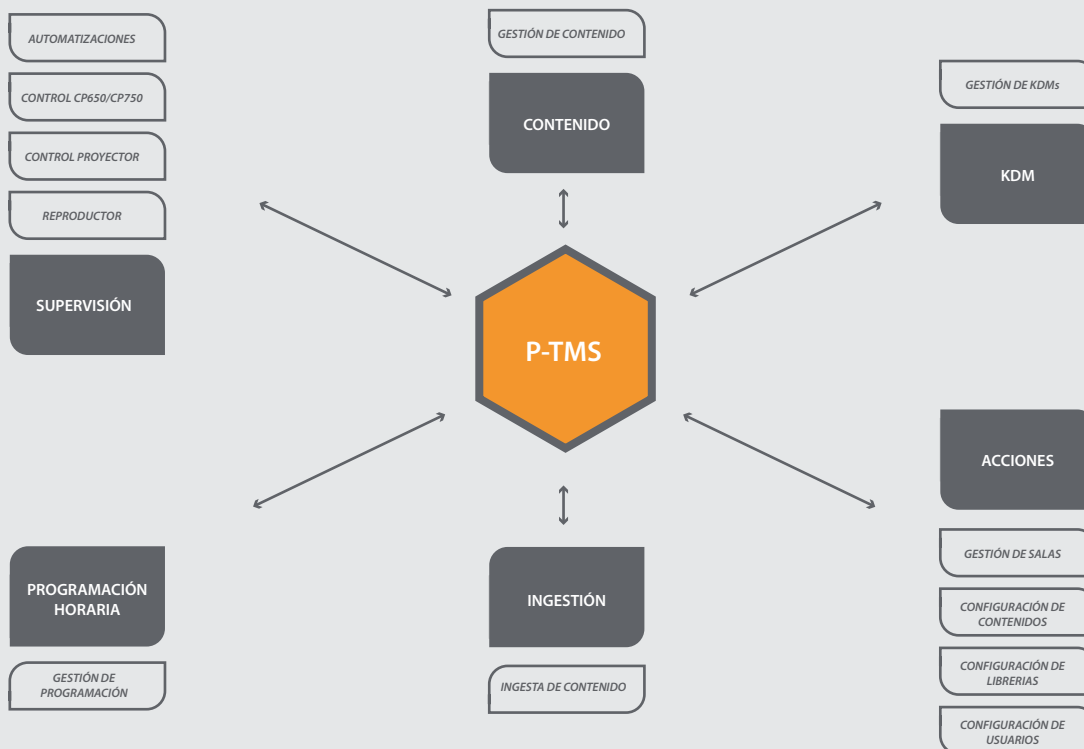 AUTOMATIZACIONES
CONTROL CP650/CP750
CONTROL PROYECTOR
REPRODUCTOR
SUPERVISIÓN
GESTIÓN DE CONTENIDO
CONTENIDO
GESTIÓN DE KDMs
KDM
P-TMS
PROGRAMACIÓN
HORARIA
GESTIÓN DE
PROGRAMACIÓN
INGESTIÓN
INGESTA DE CONTENIDO
ACCIONES
GESTIÓN DE SALAS
CONFIGURACIÓN DE
CONTENIDOS
CONFIGURACIÓN DE
LIBRERIAS
CONFIGURACIÓN DE
USUARIOS